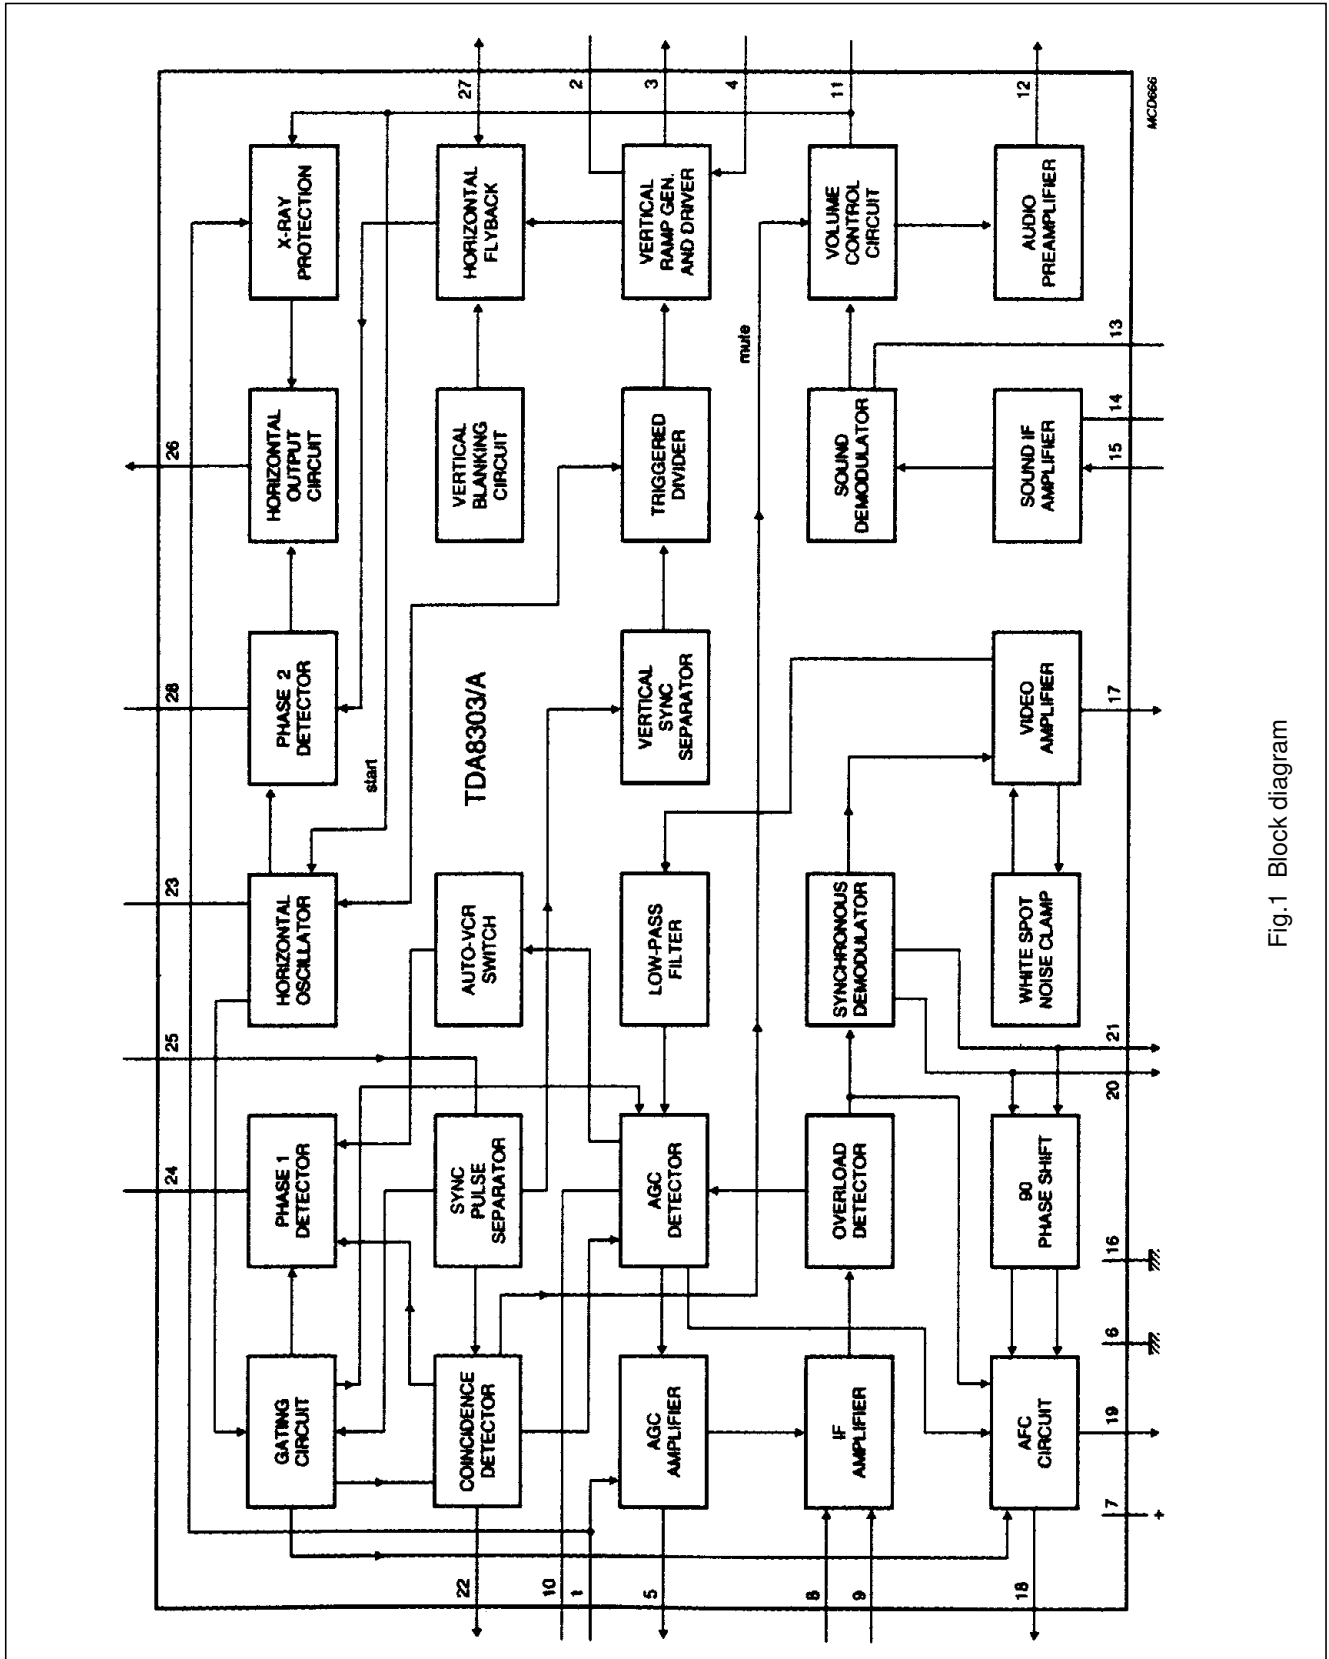 26
28
23
25
24
X-RAY
PROTECTION
HORIZONTAL
OUTPUT
CIRCUIT
PHASE 2
DETECTOR
HORIZONTAL
OSCILLATOR
PHASE 1
DETECTOR
GATING
CIRCUIT
start
27
HORIZONTAL
FLYBACK
VERTICAL
BLANKING
CIRCUIT
TDA8303/A
AUTO-VCR
SWITCH
SYNC
PULSE
SEPARATOR
COINCIDENCE
DETECTOR
22
2
3
4
VERTICAL
RAMP GEN.
AND DRIVER
TRIGGERED
DIVIDER
VERTICAL
SYNC
SEPARATOR
LOW-PASS
FILTER
AGC
DETECTOR
AGC
AMPLIFIER
10
1
5
mute
11
VOLUME
CONTROL
CIRCUIT
SOUND
DEMODULATOR
SYNCHRONOUS
DEMODULATOR
OVERLOAD
DETECTOR
IF
AMPLIFIER
8
9
12
AUDIO
PREAMPLIFIER
SOUND IF
AMPLIFIER
VIDEO
AMPLIFIER
WHITE SPOT
NOISE CLAMP
90
PHASE SHIFT
AFC
CIRCUIT
18
13
14
15
17
21
20
16
6
19
7
+
MCD666
Fig.1 Block diagram